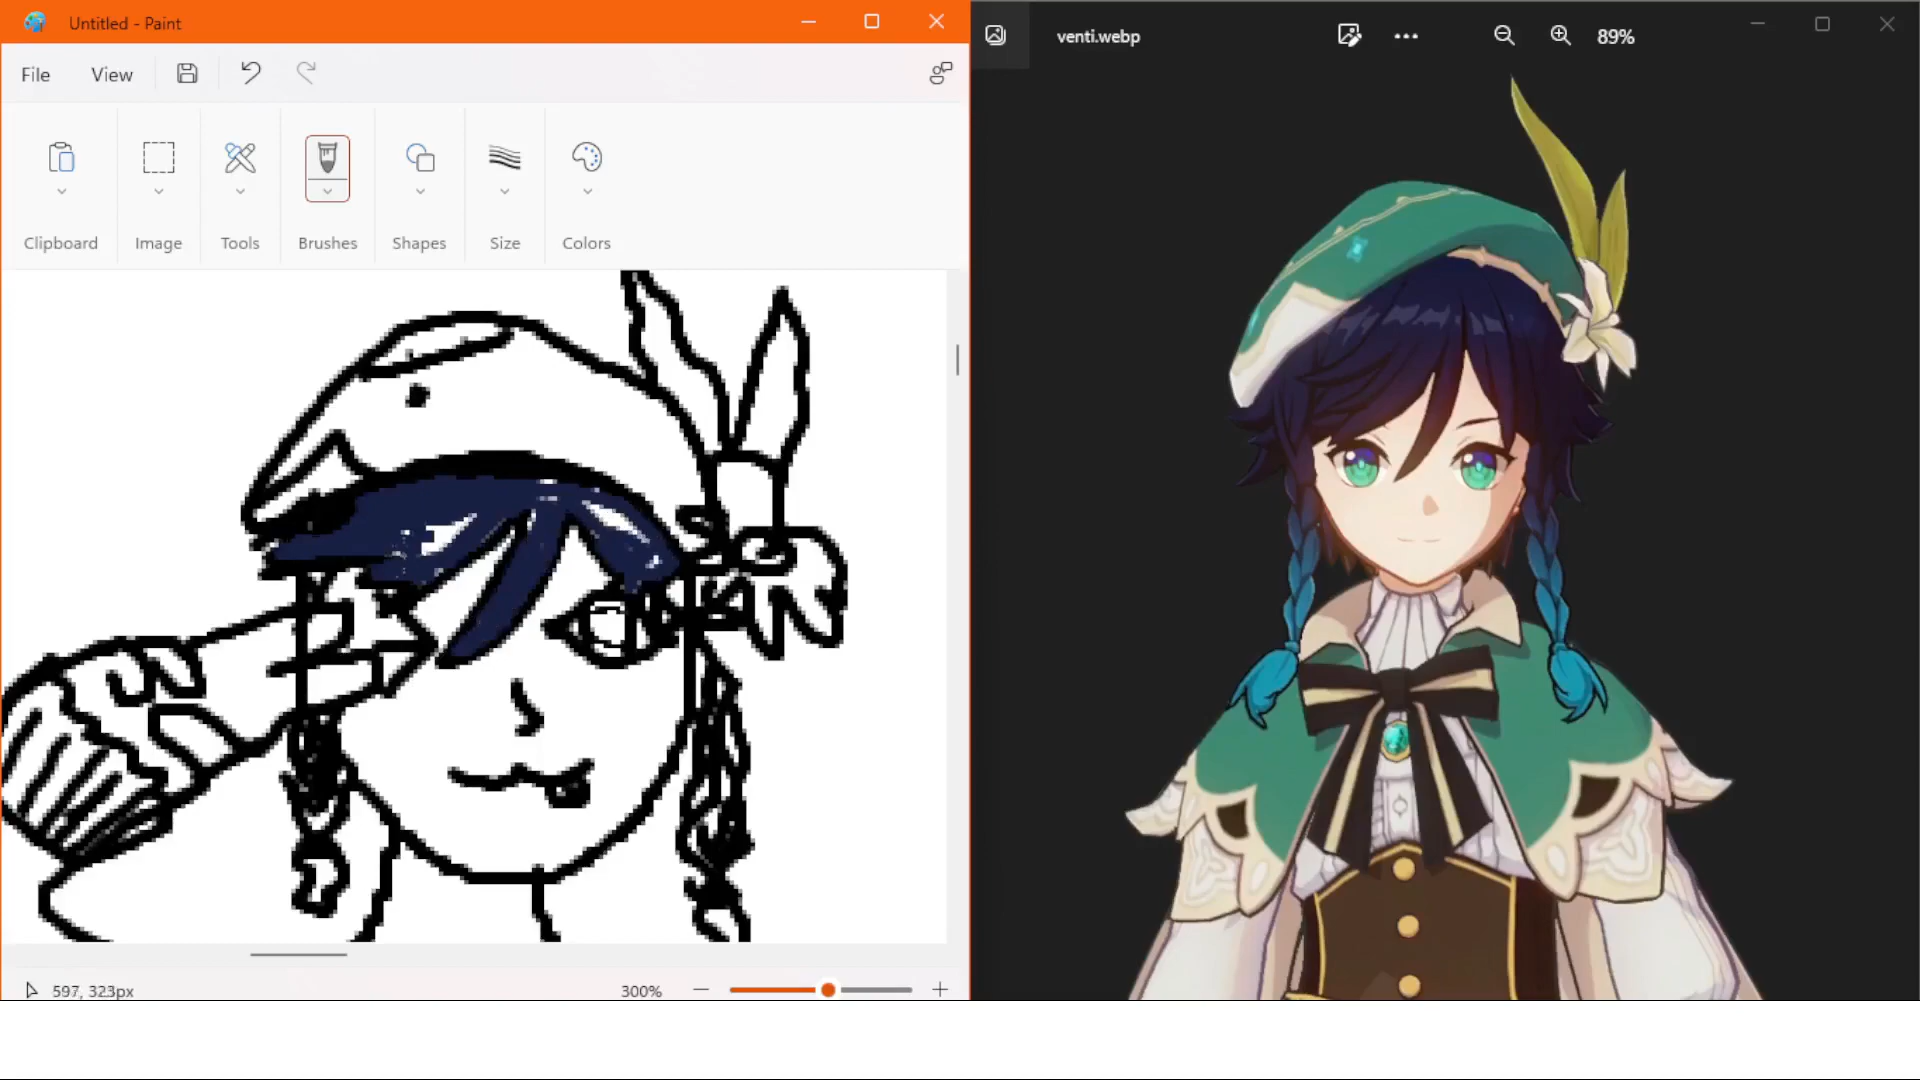 Untitled - Paint
File View
Clipboard Image Tools Brushes Shapes Size Colors
597, 323px
300%
venti.webp
89%